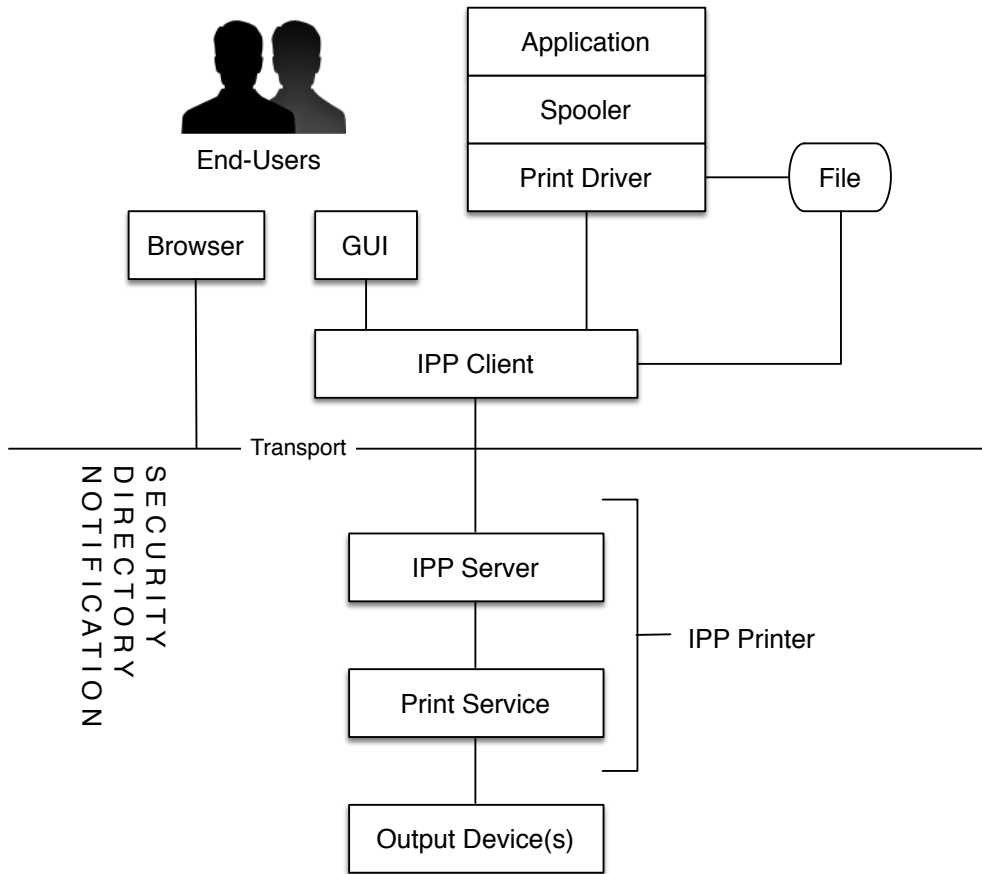 Application
Spooler
End-Users
Print Driver
File
Browser
GUI
IPP Client
Transport
SECURITY
DIRECTORY
NOTIFICATION
IPP Server
IPP Printer
Print Service
Output Device(s)